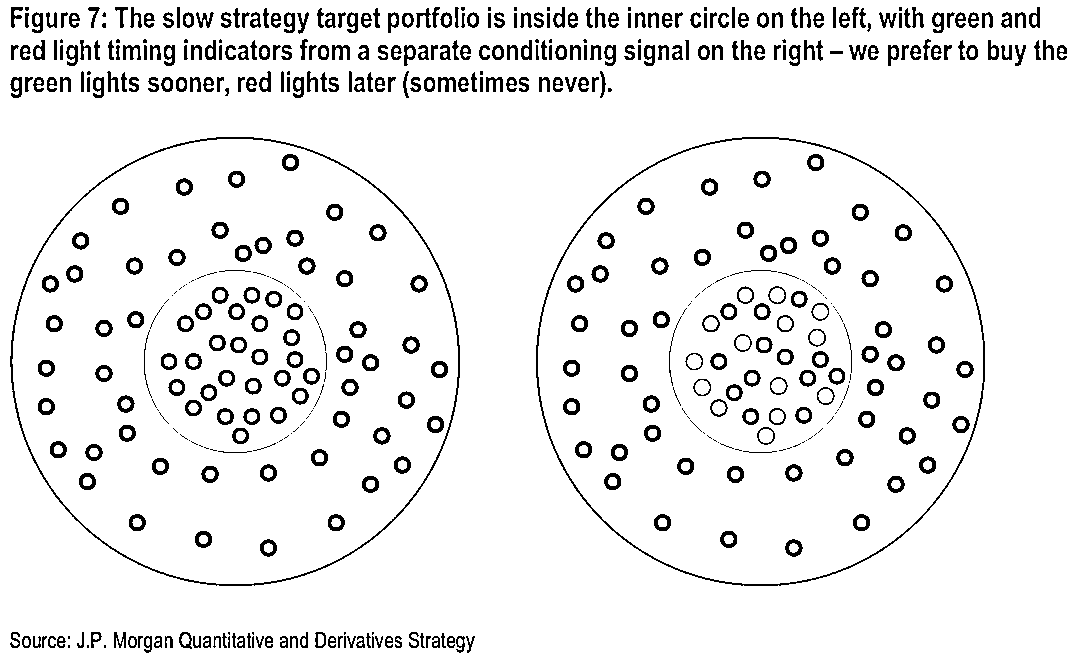 Figure 7: The slow strategy target portfolio is inside the inner circle on the left, with green and
red light timing indicators from a separate conditioning signal on the right – we prefer to buy the
green lights sooner, red lights later (sometimes never).
Source: J.P. Morgan Quantitative and Derivatives Strategy